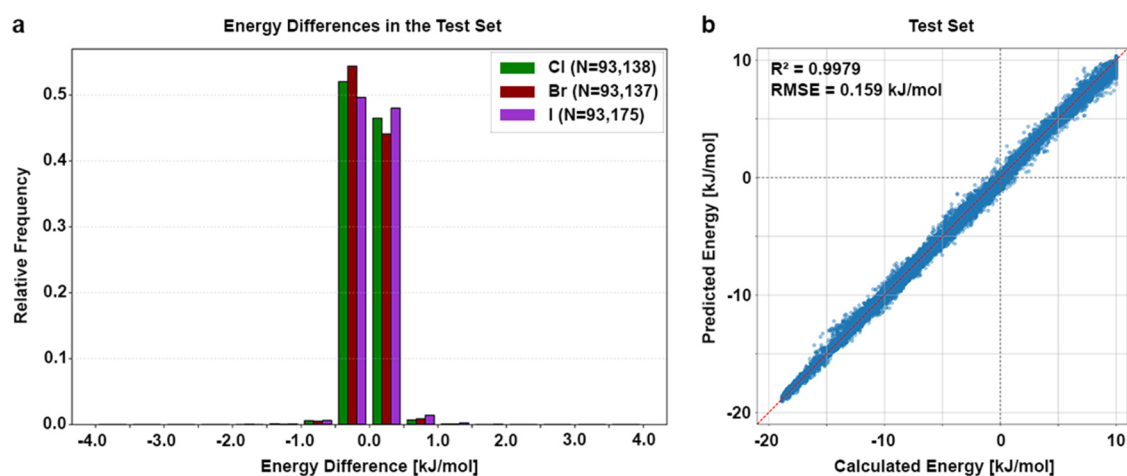 a
Energy Differences in the Test Set
Cl (N=93,138)
Br (N=93,137)
I (N=93,175)
0.5
0.4
0.3
0.2
0.1
0.0
Relative Frequency
-4.0
-3.0
-2.0
-1.0
0.0
1.0
2.0
3.0
4.0
Energy Difference [kJ/mol]
b
Test Set
R² = 0.9979
RMSE = 0.159 kJ/mol
10
0
-10
-20
Predicted Energy [kJ/mol]
-20
-10
0
10
Calculated Energy [kJ/mol]